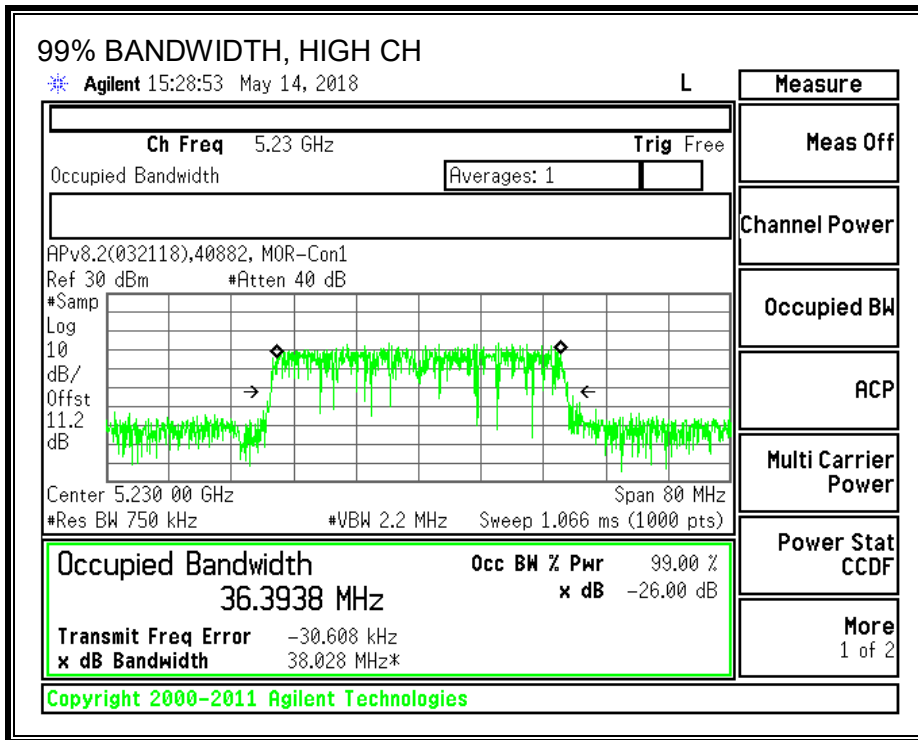 99% BANDWIDTH, HIGH CH
Agilent 15:28:53 May 14, 2018 L
Measure
Ch Freq 5.23 GHz Trig Free
Meas Off
Occupied Bandwidth Averages: 1
Channel Power
APv8.2(032118),40882, MOR-Con1
Ref 30 dBm #Atten 40 dB
#Samp
Log
10
dB/
Offst
11.2
dB
Occupied BW
ACP
Multi Carrier
Power
Center 5.230 00 GHz Span 80 MHz
#Res BW 750 kHz #VBW 2.2 MHz Sweep 1.066 ms (1000 pts)
Power Stat
CCDF
Occupied Bandwidth Occ BW % Pwr 99.00 %
36.3938 MHz x dB -26.00 dB
Transmit Freq Error -30.608 kHz
x dB Bandwidth 38.028 MHz*
More
1 of 2
Copyright 2000-2011 Agilent Technologies